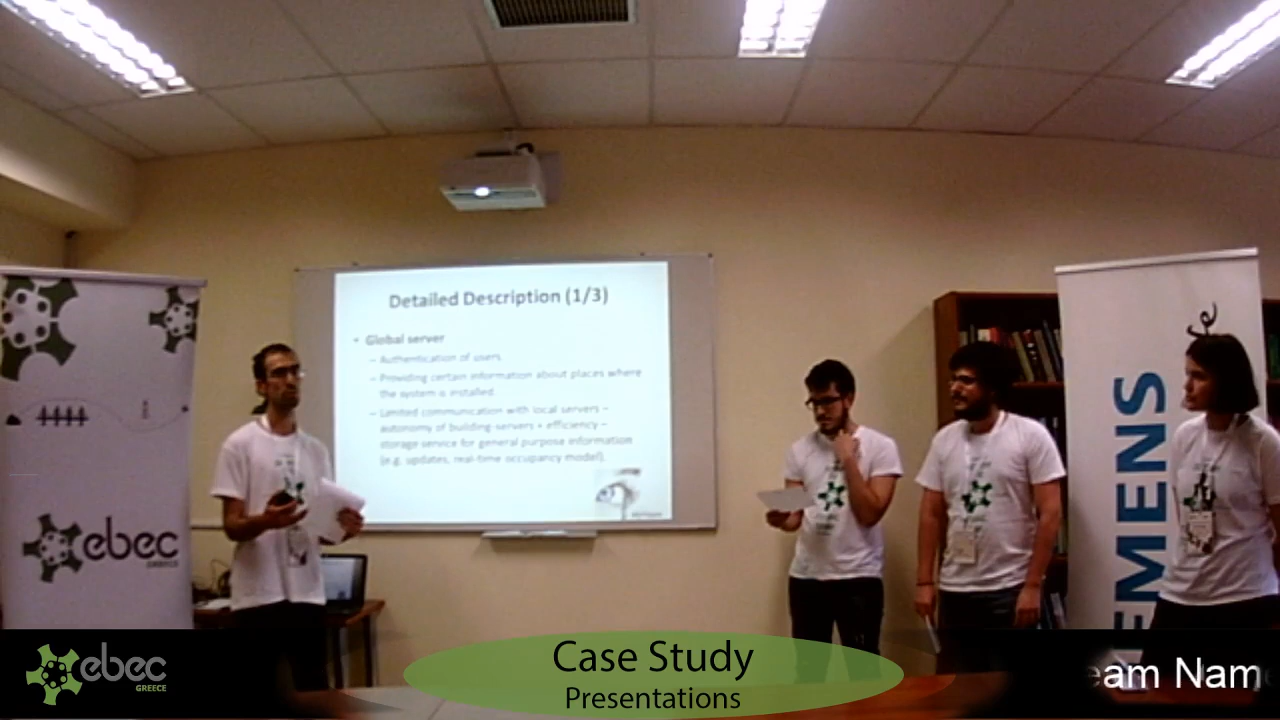 Detailed Description (1/3)
• Global server
– Authentication of users
– Providing certain information about places where
the system is installed
– Limited communication with local servers –
autonomy of building-servers + efficiency –
storage service for general purpose information
(e.g. updates, real-time occupancy model).
ebec
GREECE
EMENS
ebec
GREECE
Case Study
Presentations
eam Nam